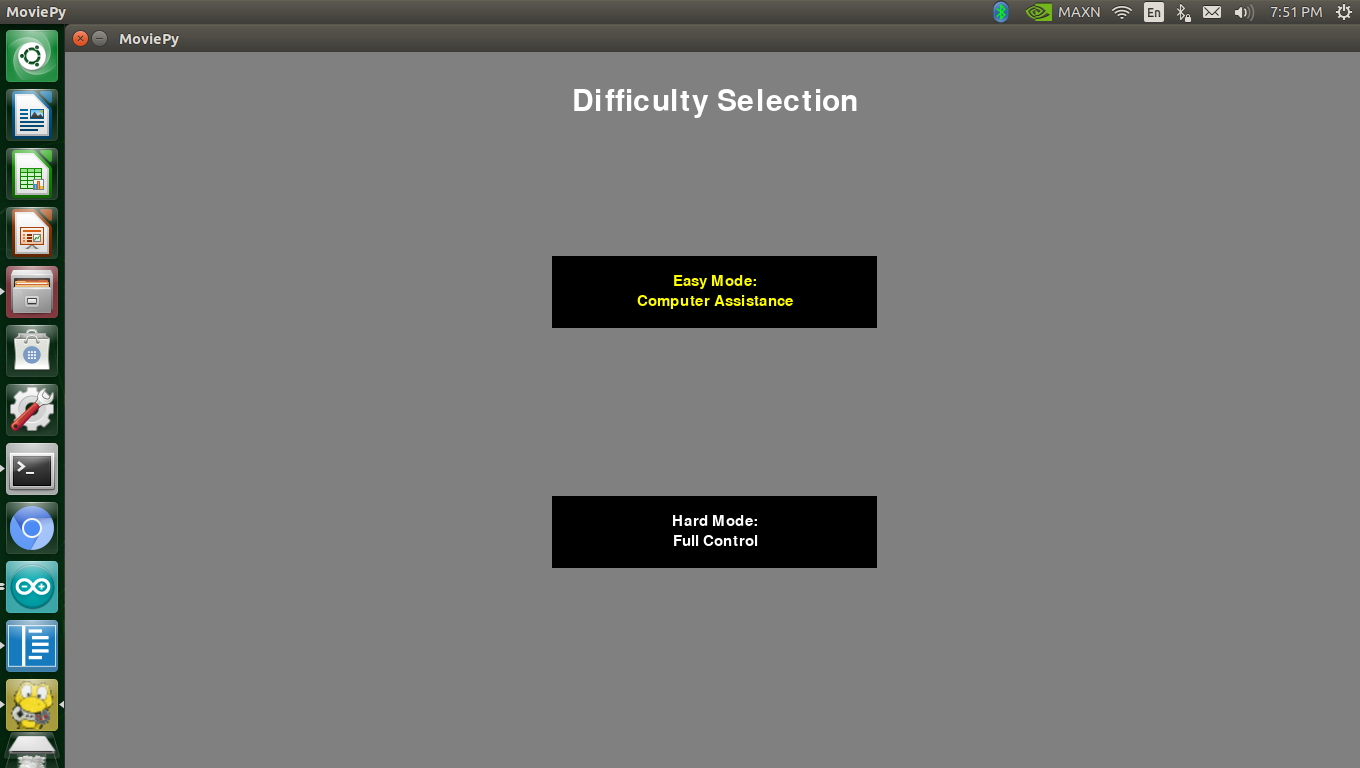 MoviePy
MAXN
En
7:51 PM
MoviePy
Difficulty Selection
Easy Mode:
Computer Assistance
Hard Mode:
Full Control